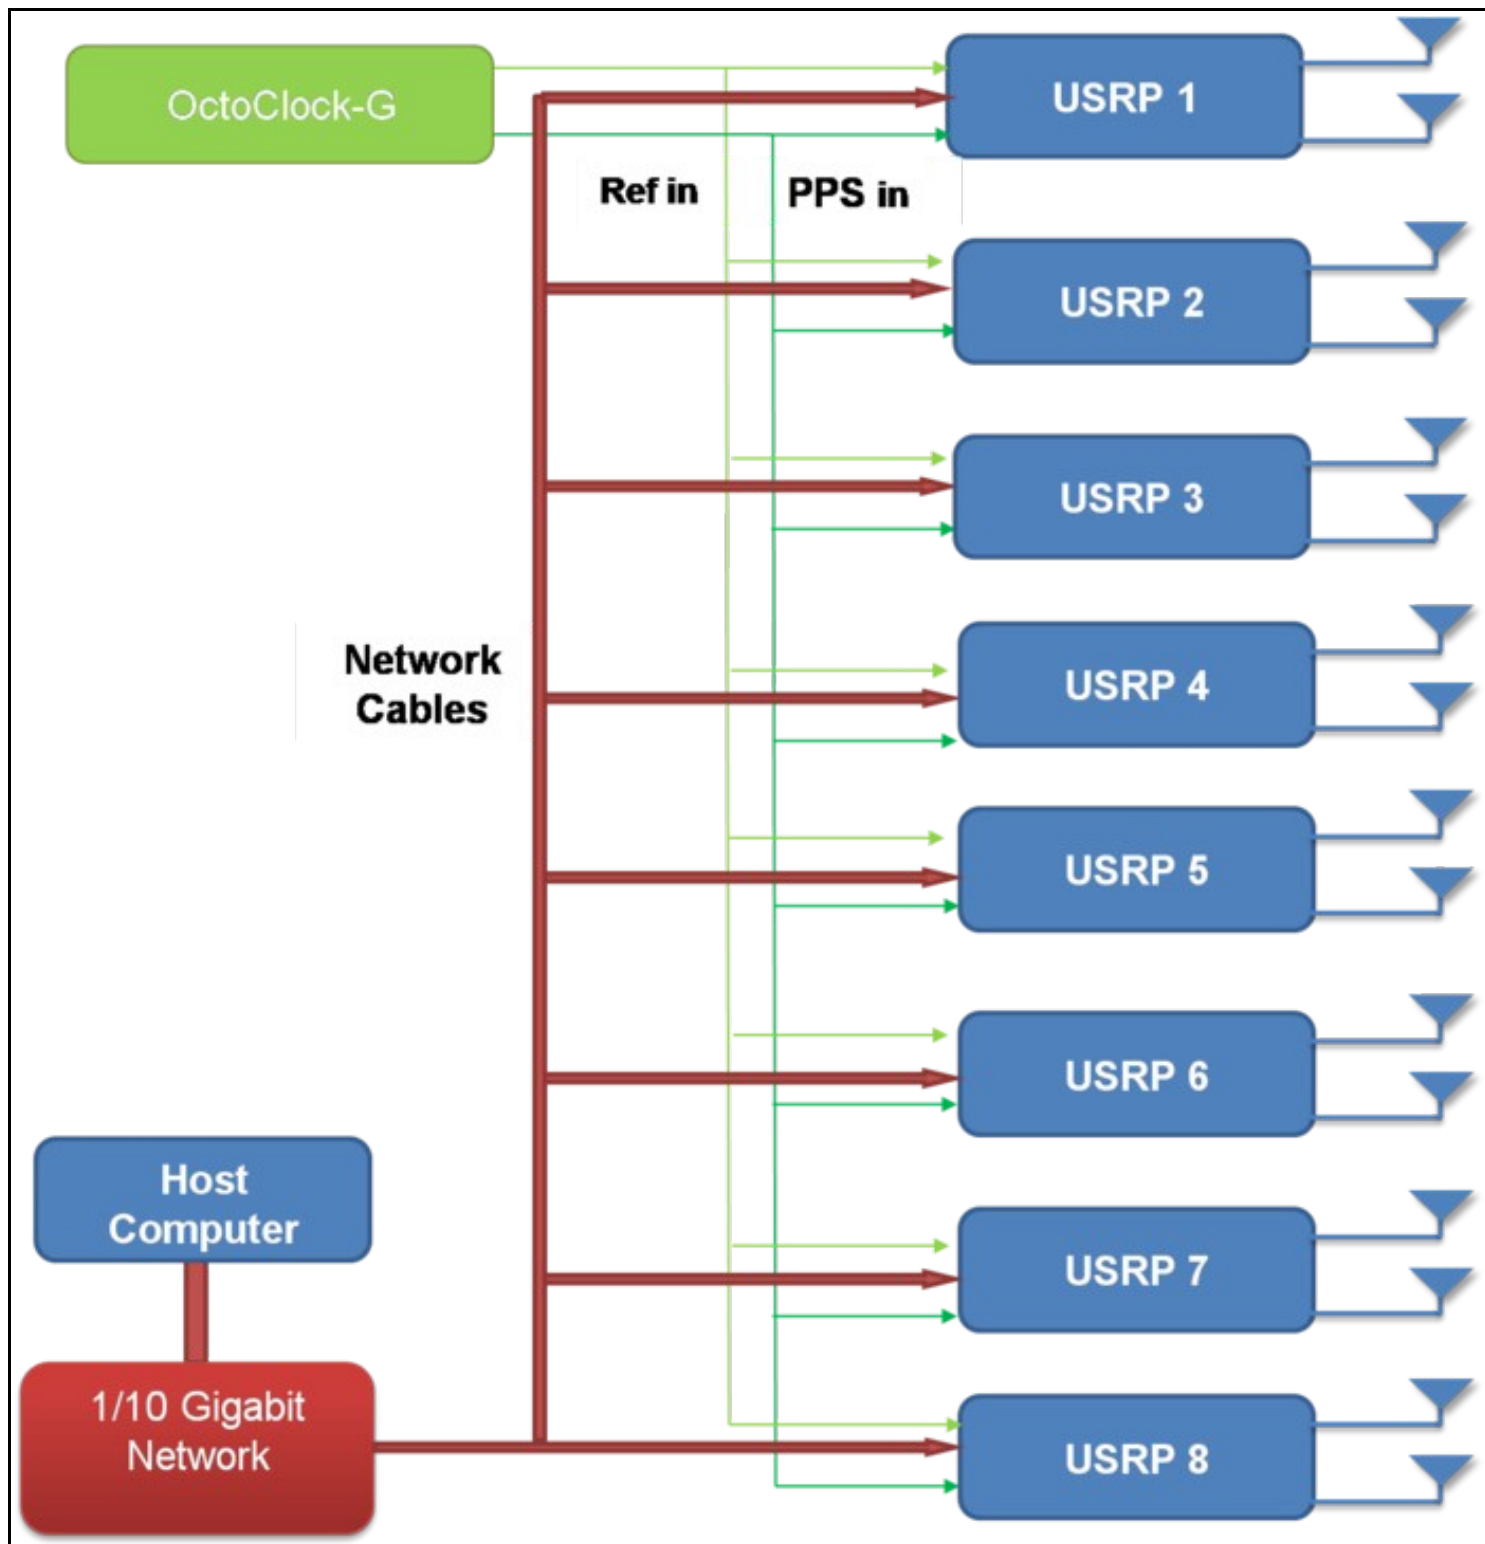 OctoClock-G
USRP 1
Ref in
PPS in
USRP 2
USRP 3
Network
Cables
USRP 4
USRP 5
USRP 6
Host
Computer
USRP 7
1/10 Gigabit
Network
USRP 8